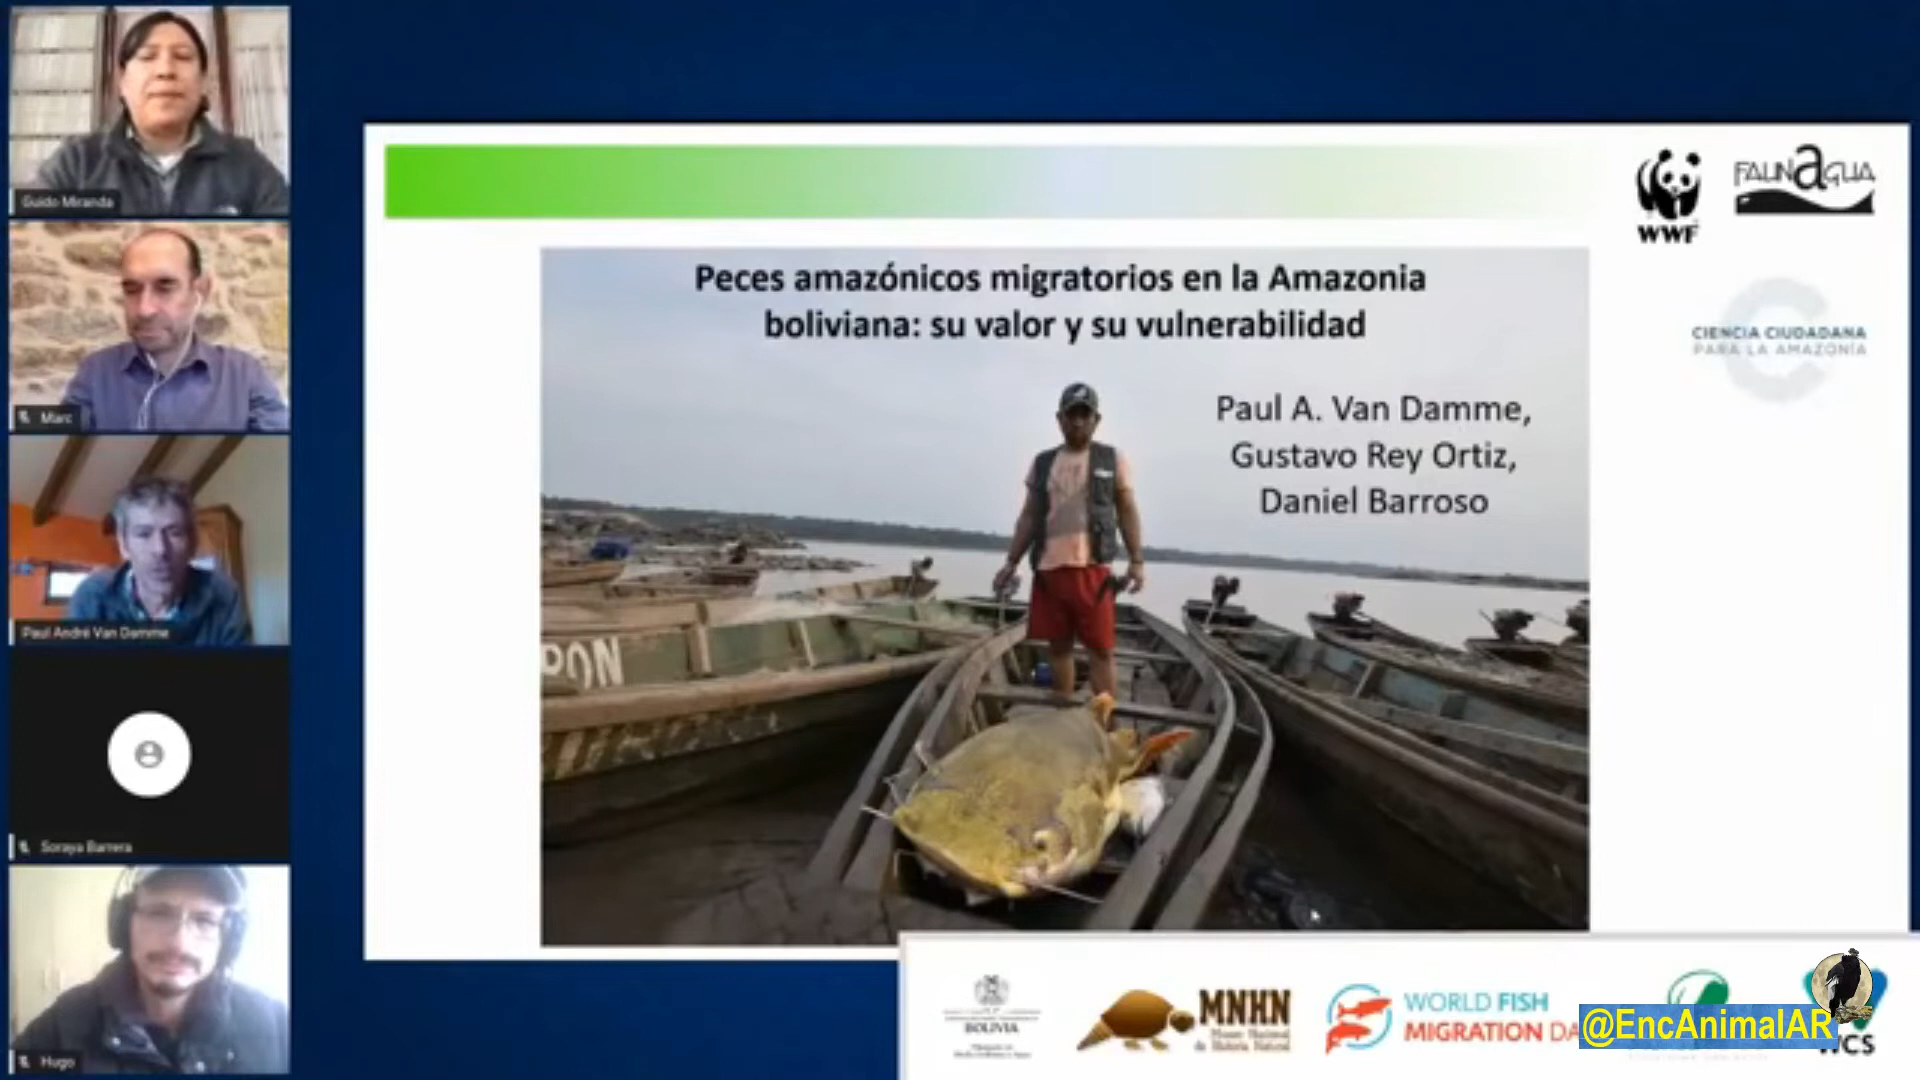 Guido Miranda
Marc
Paul André Van Damme
Soraya Barrera
Hugo
WWF
FAUNAGUA
CIENCIA CIUDADANA
PARA LA AMAZONÍA
Peces amazónicos migratorios en la Amazonia
boliviana: su valor y su vulnerabilidad
Paul A. Van Damme,
Gustavo Rey Ortiz,
Daniel Barroso
PON
BOLIVIA
MNHN
Museo Nacional
de Historia Natural
WORLD FISH
MIGRATION DA
@EncAnimalAR
WCS